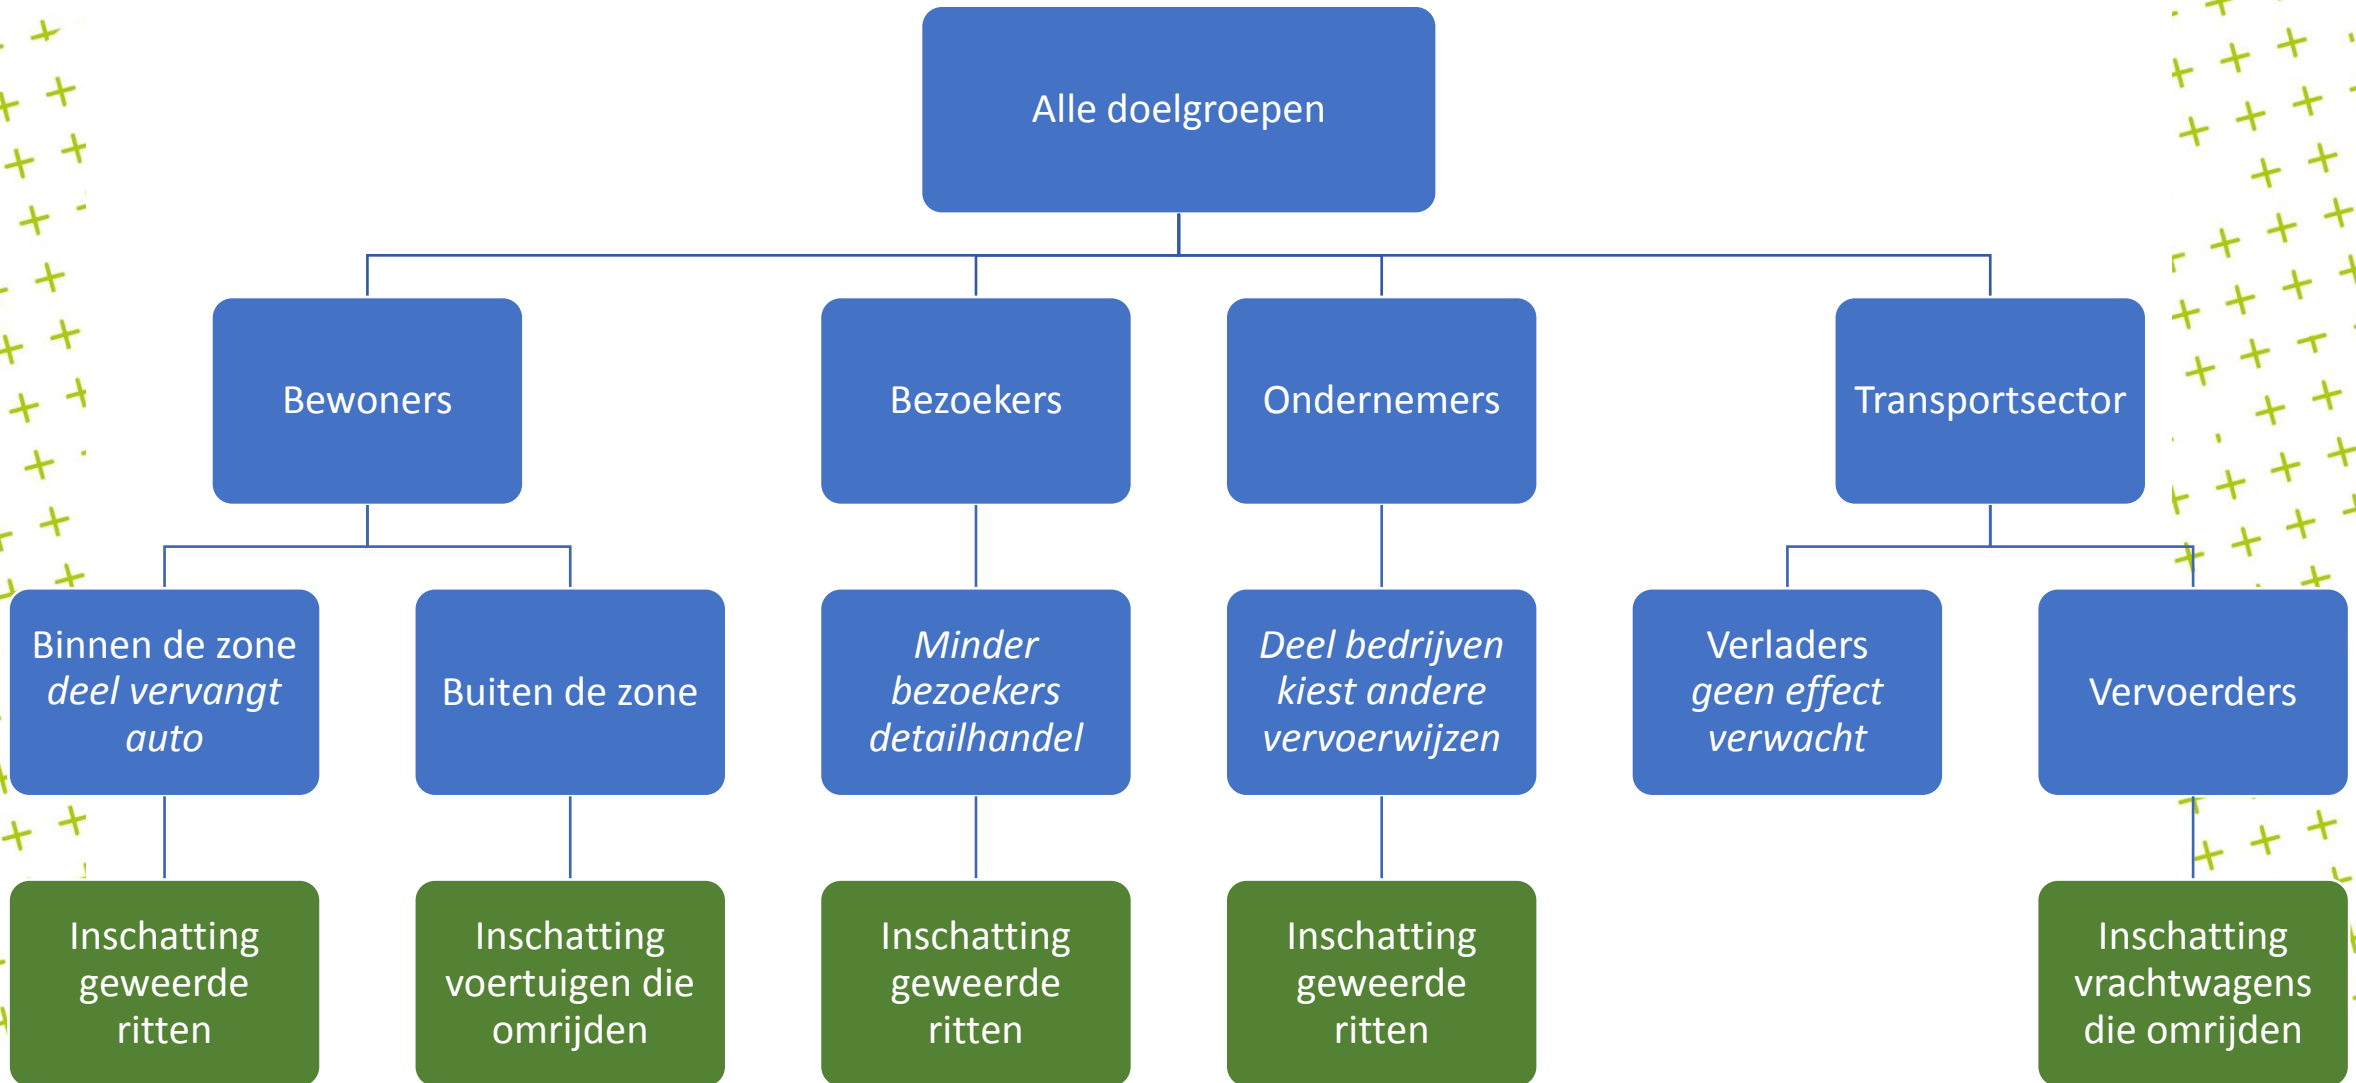 Alle doelgroepen
Bewoners
Bezoekers
Ondernemers
Transportsector
Binnen de zone
deel vervangt
auto
Buiten de zone
Minder
bezoekers
detailhandel
Deel bedrijven
kiest andere
vervoerwijzen
Verladers
geen effect
verwacht
Vervoerders
Inschatting
geweerde
ritten
Inschatting
voertuigen die
omrijden
Inschatting
geweerde
ritten
Inschatting
geweerde
ritten
Inschatting
vrachtwagens
die omrijden